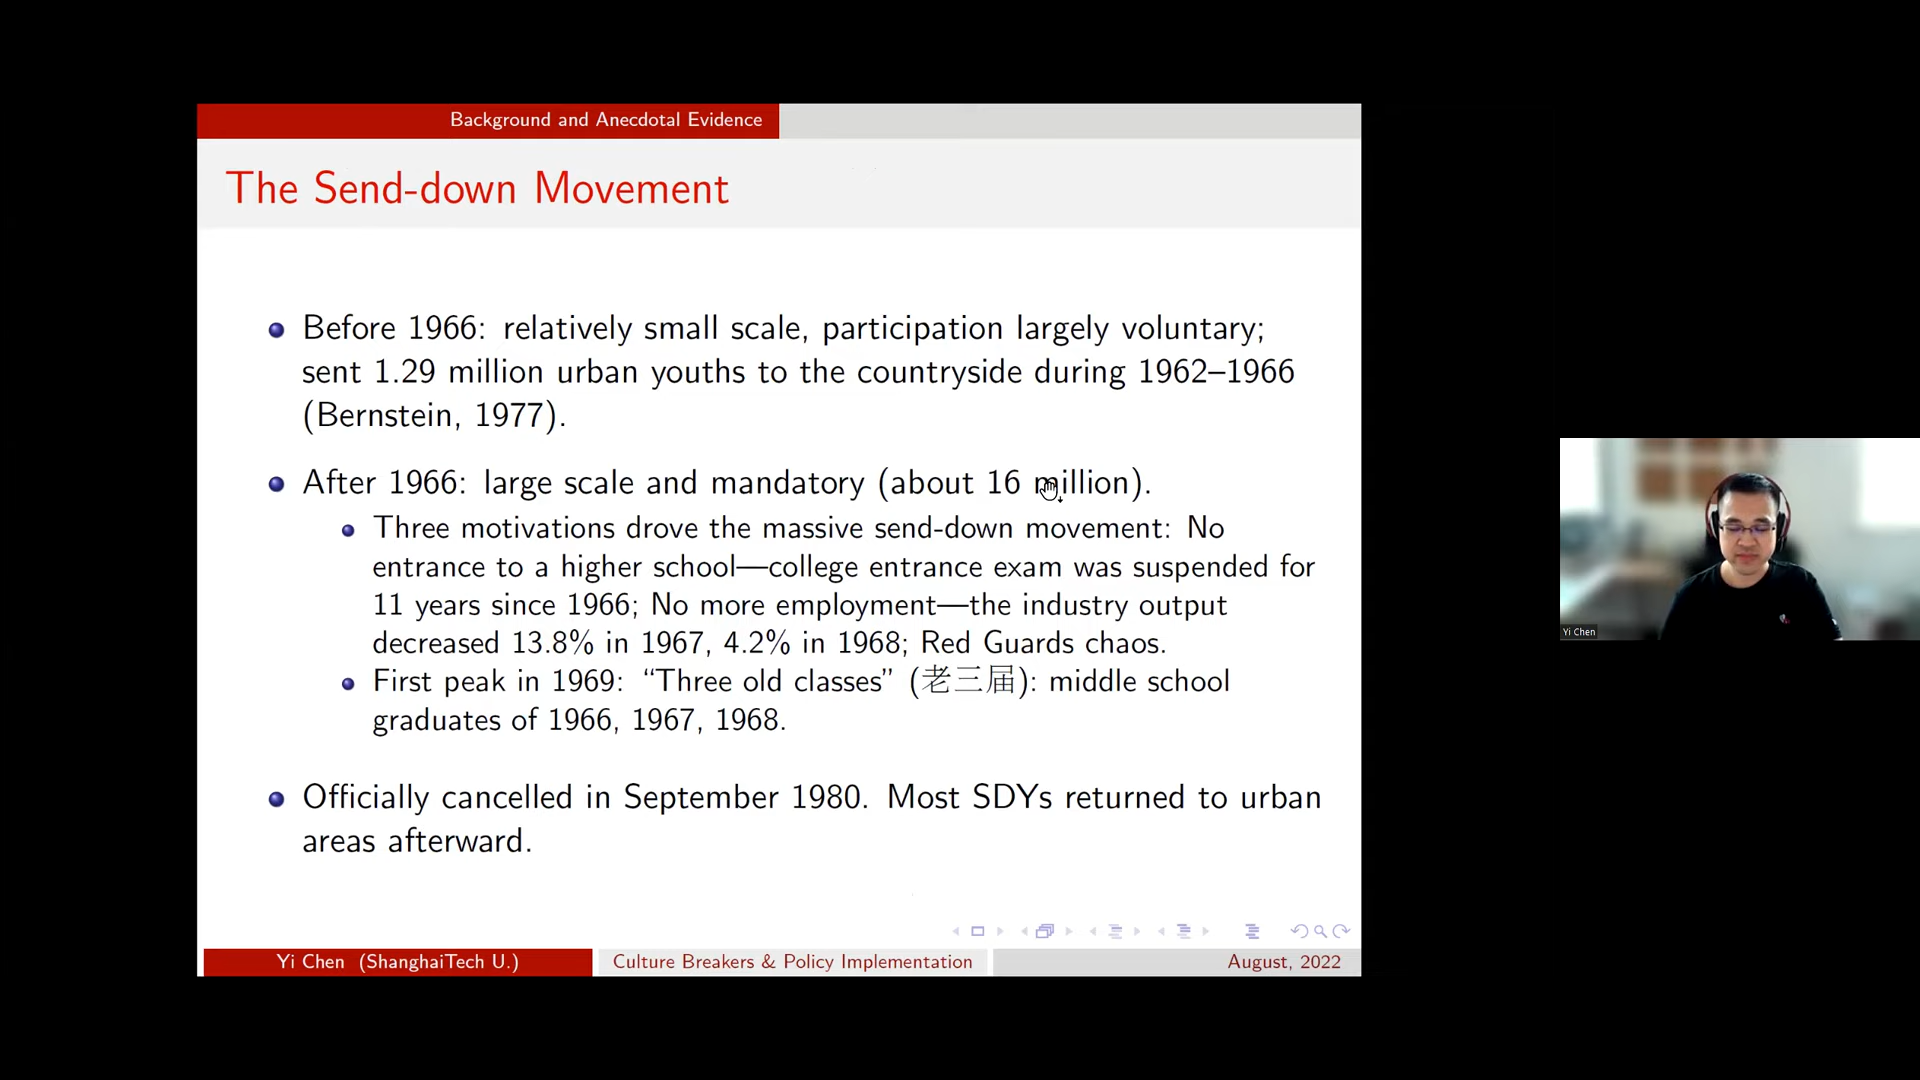 Background and Anecdotal Evidence
The Send-down Movement
Before 1966: relatively small scale, participation largely voluntary;
sent 1.29 million urban youths to the countryside during 1962–1966
(Bernstein, 1977).
After 1966: large scale and mandatory (about 16 million).
Three motivations drove the massive send-down movement: No
entrance to a higher school—college entrance exam was suspended for
11 years since 1966; No more employment—the industry output
decreased 13.8% in 1967, 4.2% in 1968; Red Guards chaos.
First peak in 1969: “Three old classes” (老三届): middle school
graduates of 1966, 1967, 1968.
Officially cancelled in September 1980. Most SDYs returned to urban
areas afterward.
Yi Chen (ShanghaiTech U.)
Culture Breakers & Policy Implementation
August, 2022
Yi Chen